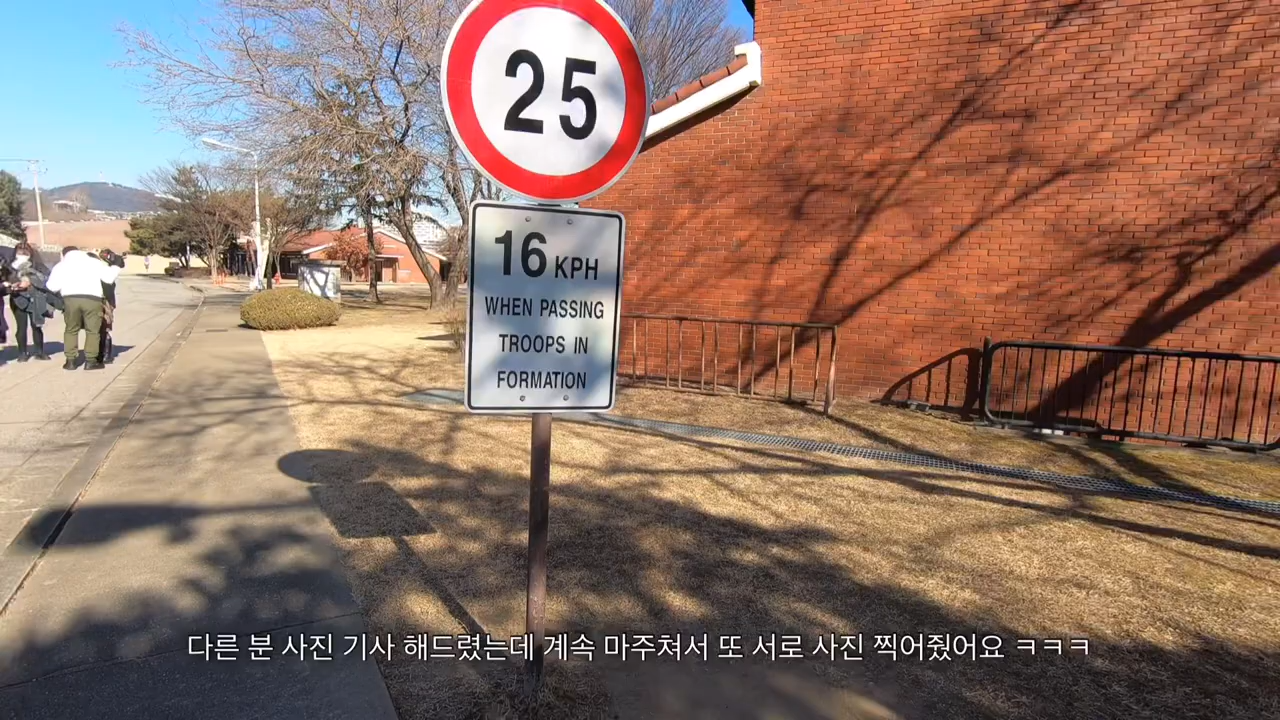 25
16 KPH
WHEN PASSING
TROOPS IN
FORMATION
다른 분 사진 기사 해드렸는데 계속 마주쳐서 또 서로 사진 찍어줬어요 ㅋㅋㅋ